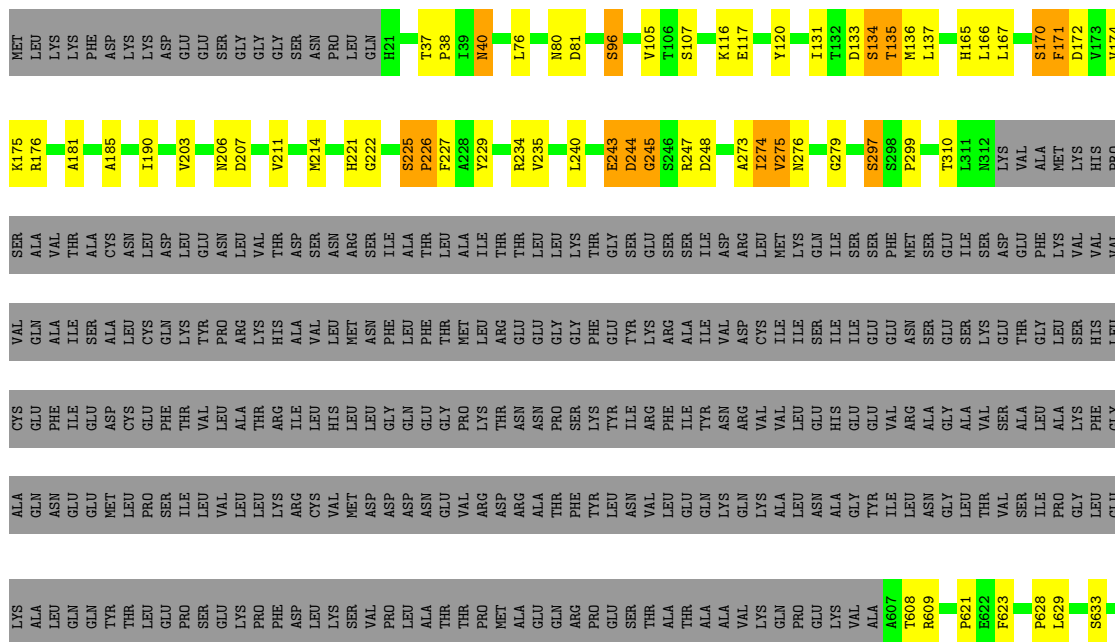 MET LEU LYS LYS PHE ASP LYS LYS ASP GLU GLU SER GLY GLY GLY SER ASN PRO LEU GLN H21 T37 P38 I39 N40 L76 N80 D81 S96 V105 T106 S107 K116 E117 Y120 I131 T132 D133 S134 T135 M136 L137 H165 L166 L167 S170 F171 D172 V173 V174
K175 R176 A181 A185 I190 V203 N206 D207 V211 M214 H221 G222 S225 P226 F227 A228 Y229 R234 V235 L240 E243 D244 G245 S246 R247 D248 A273 I274 V275 N276 G279 S297 S298 P299 T310 L311 N312 LYS VAL ALA MET LYS HIS PRO
SER ALA VAL THR ALA CYS ASN LEU ASP LEU GLU ASN LEU VAL THR ASP SER ASN ARG SER ILE ALA THR LEU ALA ILE THR THR LEU LEU LYS THR GLY SER GLU SER SER ILE ASP ARG LEU MET LYS GLN ILE SER SER PHE MET SER GLU ILE SER ASP GLU PHE LYS VAL VAL VAL
VAL GLN ALA ILE SER ALA LEU CYS GLN LYS TYR PRO ARG LYS HIS ALA VAL LEU MET ASN PHE LEU PHE THR MET LEU ARG GLU GLU GLY GLY PHE GLU TYR LYS ARG ALA ILE VAL ASP CYS ILE ILE SER ILE ILE GLU GLU ASN SER GLU SER LYS GLU THR GLY LEU SER HIS LEU
CYS GLU PHE ILE GLU ASP CYS GLU PHE THR VAL LEU ALA THR ARG ILE LEU HIS LEU LEU GLY GLN GLU GLY PRO LYS THR ASN ASN PRO SER LYS TYR ILE ARG PHE ILE TYR ASN ARG VAL VAL LEU GLU HIS GLU GLU VAL ARG ALA GLY ALA VAL SER ALA LEU ALA LYS PHE GLY
ALA GLN ASN GLU GLU MET LEU PRO SER ILE LEU VAL LEU LEU LYS ARG CYS VAL MET ASP ASP ASP ASN GLU VAL ARG ASP ARG ALA THR PHE TYR LEU ASN VAL LEU GLU GLN LYS GLN LYS ALA LEU ASN ALA GLY TYR ILE LEU ASN GLY LEU THR VAL SER ILE PRO GLY LEU GLU
LYS ALA LEU GLN GLN TYR THR LEU GLU PRO SER GLU LYS PRO PHE ASP LEU LYS SER VAL PRO LEU ALA THR THR PRO MET ALA GLU GLN ARG PRO GLU SER THR ALA THR ALA ALA VAL LYS GLN PRO GLU LYS VAL ALA A607 T608 R609 P621 E622 F623 P628 L629 S633